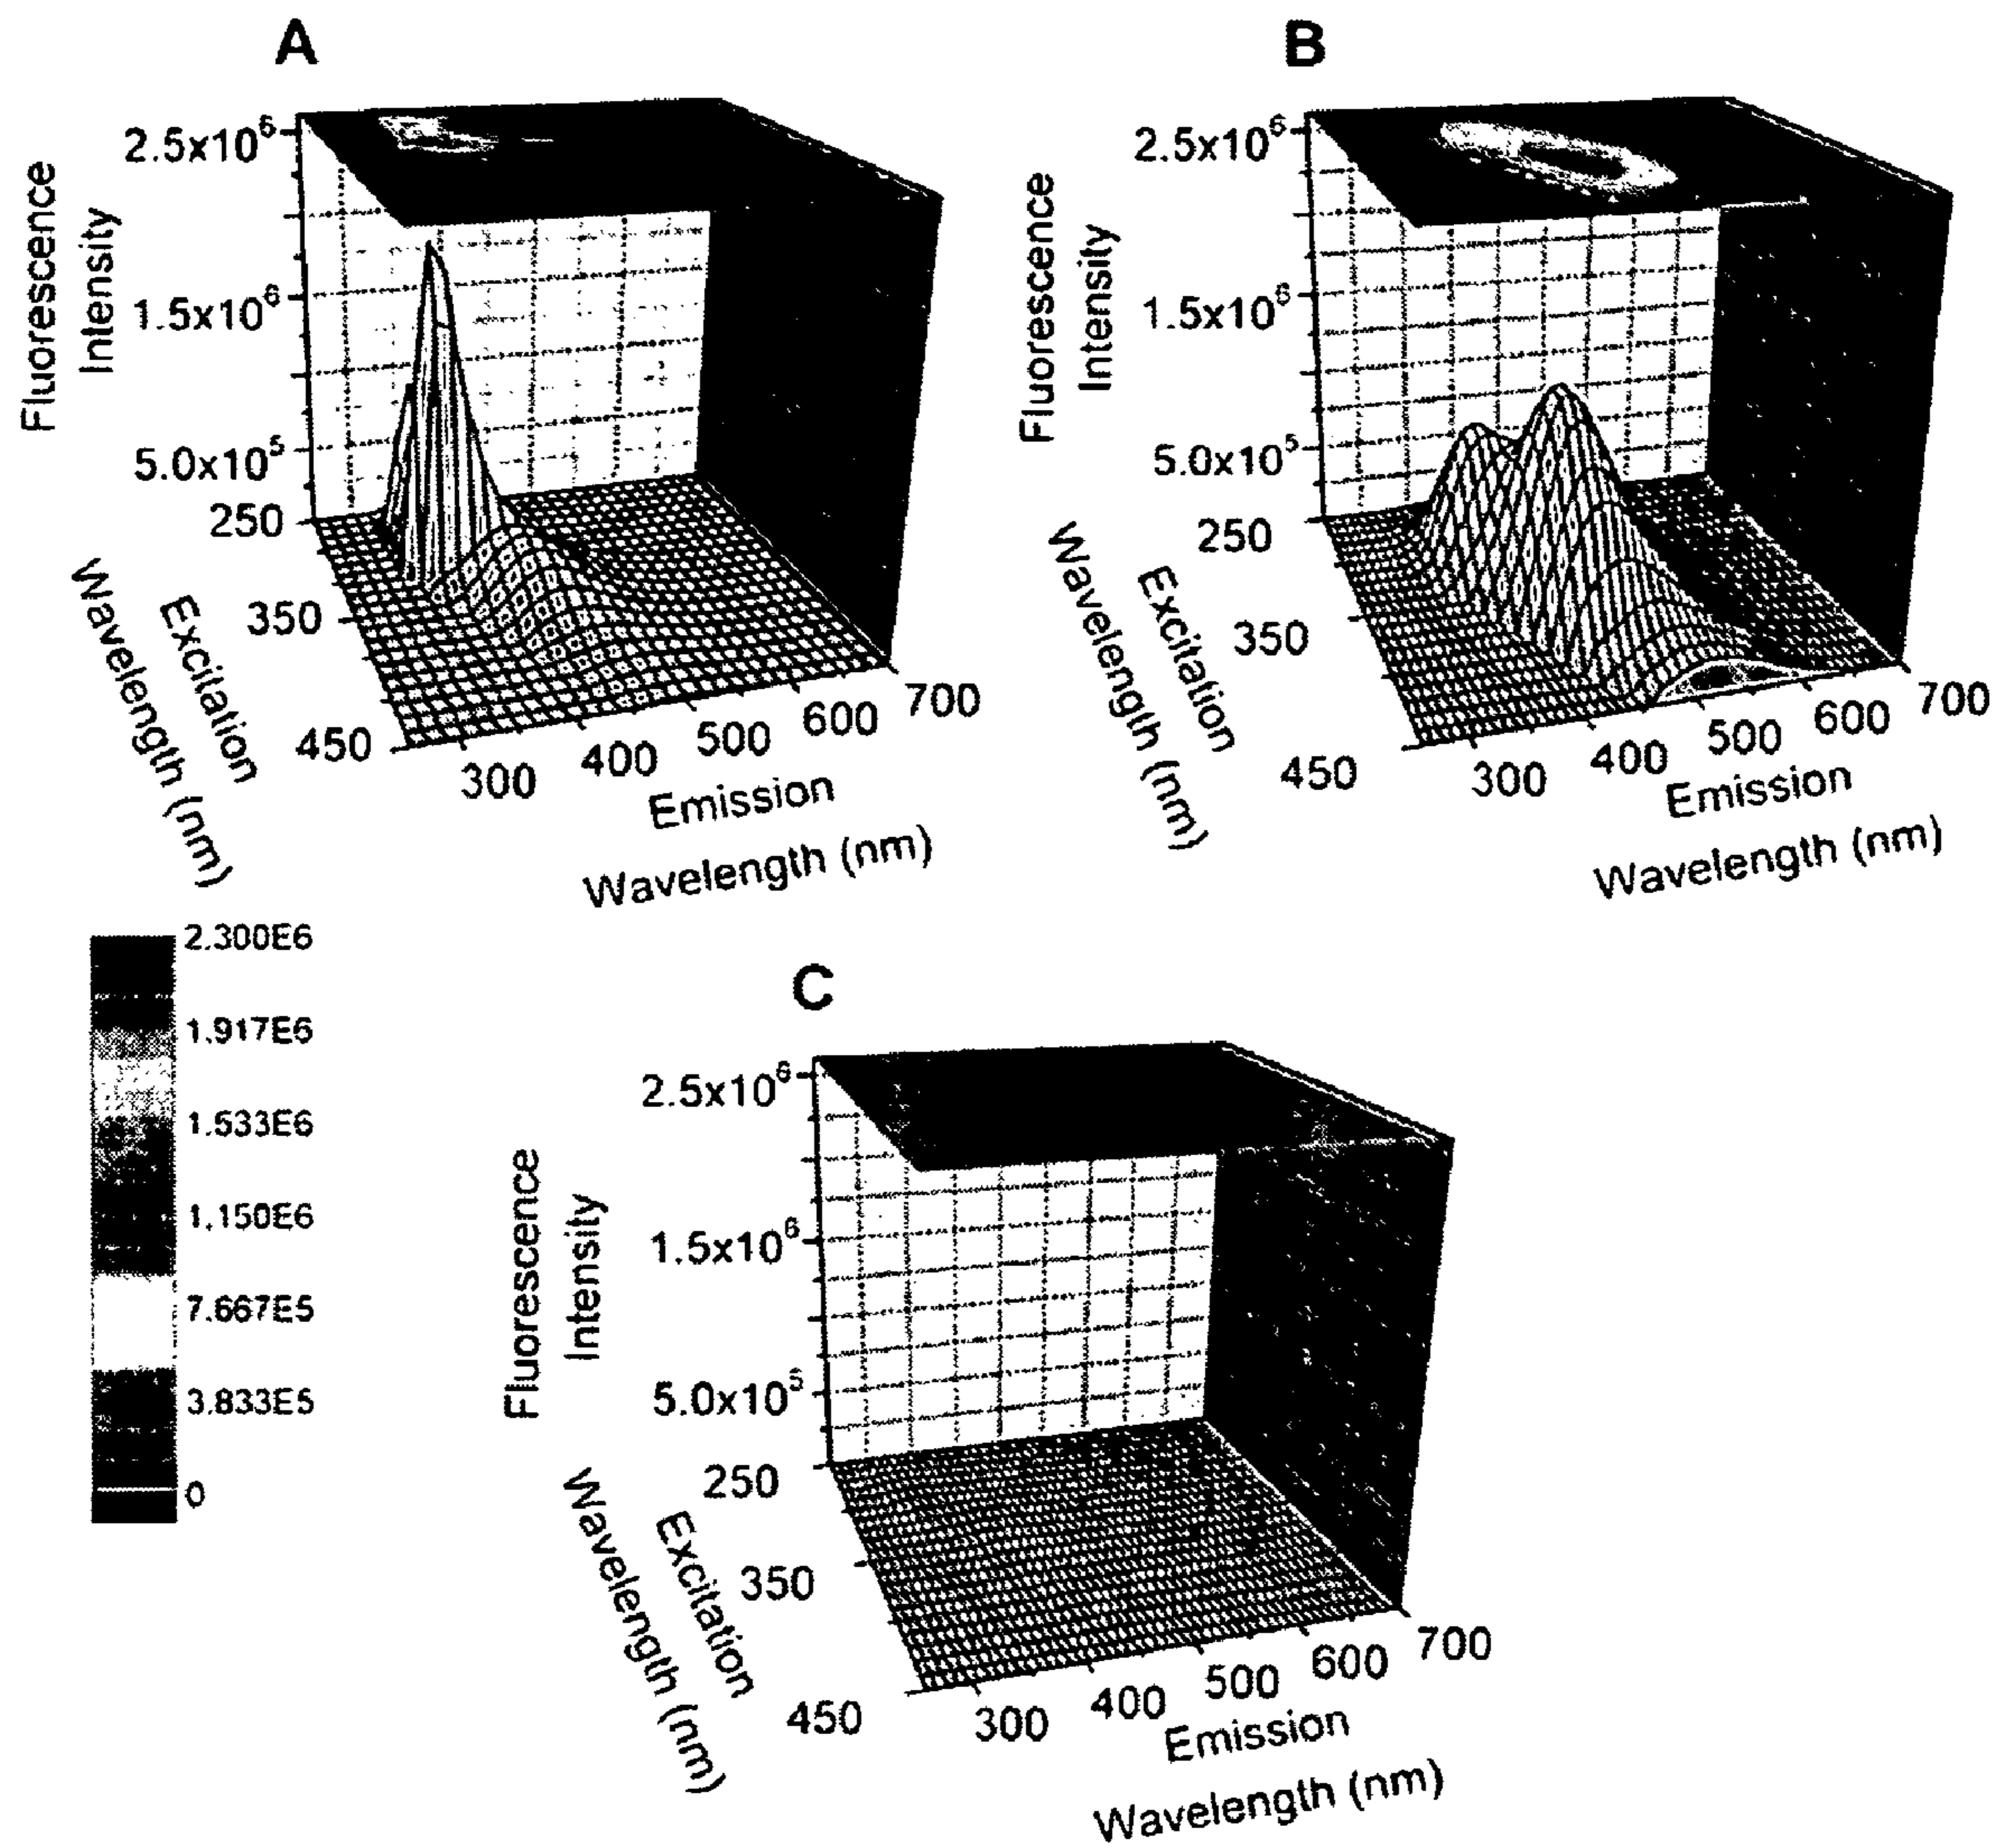 A
Fluorescence
Intensity
2.5x10⁶
1.5x10⁶
5.0x10⁵
250
350
450
Excitation
Wavelength (nm)
300
400
500
600
700
Emission
Wavelength (nm)
B
Fluorescence
Intensity
2.5x10⁶
1.5x10⁶
5.0x10⁵
250
350
450
Excitation
Wavelength (nm)
300
400
500
600
700
Emission
Wavelength (nm)
2.300E6
1.917E6
1.533E6
1.150E6
7.667E5
3.833E5
0
C
Fluorescence
Intensity
2.5x10⁶
1.5x10⁶
5.0x10⁵
250
350
450
Excitation
Wavelength (nm)
300
400
500
600
700
Emission
Wavelength (nm)